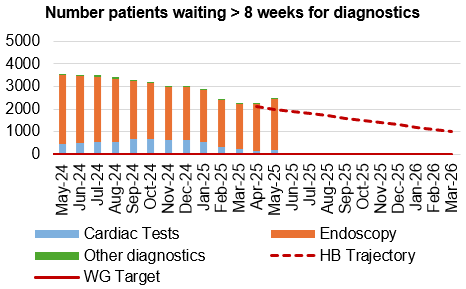 Number patients waiting > 8 weeks for diagnostics
5000
4000
3000
2000
1000
0
May-24
Jun-24
Jul-24
Aug-24
Sep-24
Oct-24
Nov-24
Dec-24
Jan-25
Feb-25
Mar-25
Apr-25
May-25
Jun-25
Jul-25
Aug-25
Sep-25
Oct-25
Nov-25
Dec-25
Jan-26
Feb-26
Mar-26
Cardiac Tests Endoscopy
Other diagnostics HB Trajectory
WG Target